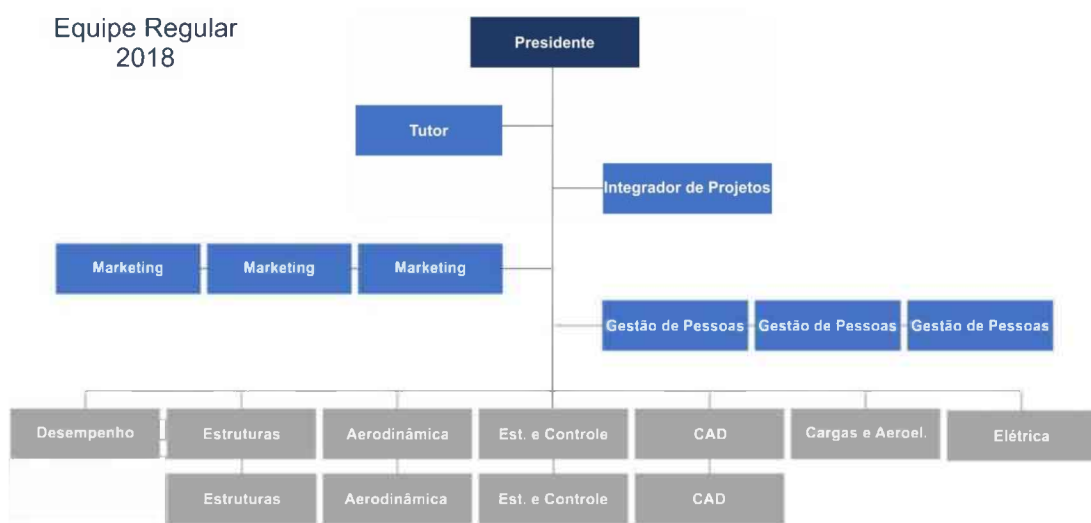 Equipe Regular
2018
Presidente
Tutor
Integrador de Projetos
Marketing Marketing Marketing
Gestão de Pessoas Gestão de Pessoas Gestão de Pessoas
Desempenho Estruturas Aerodinâmica Est. e Controle CAD Cargas e Aeroel. Elétrica
Estruturas Aerodinâmica Est. e Controle CAD